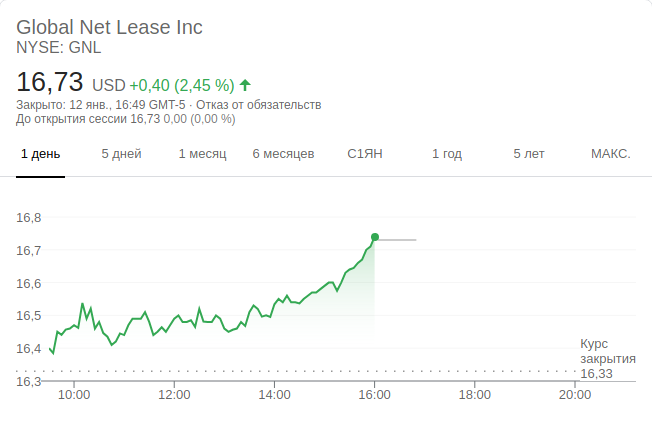 Global Net Lease Inc
NYSE: GNL
16,73 USD +0,40 (2,45 %)
Закрыто: 12 янв., 16:49 GMT-5 · Отказ от обязательств
До открытия сессии 16,73 0,00 (0,00 %)
1 день 5 дней 1 месяц 6 месяцев С1ЯН 1 год 5 лет МАКС.
16,8
16,7
16,6
16,5
16,4
Курс
закрытия
16,33
16,3
10:00 12:00 14:00 16:00 18:00 20:00